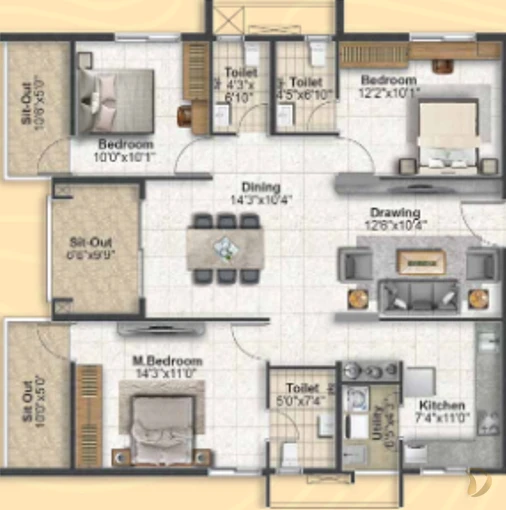 Sit-Out
10'6"x5'0"
Bedroom
10'0"x10'1"
Toilet
4'3"x
6'10"
Toilet
4'5"x6'10"
Bedroom
12'2"x10'1"
Dining
14'3"x10'4"
Drawing
12'6"x10'4"
Sit-Out
6'6"x9'9"
Sit Out
10'0"x5'0"
M.Bedroom
14'3"x11'0"
Toilet
5'0"x7'4"
Utility
Kitchen
7'4"x11'0"